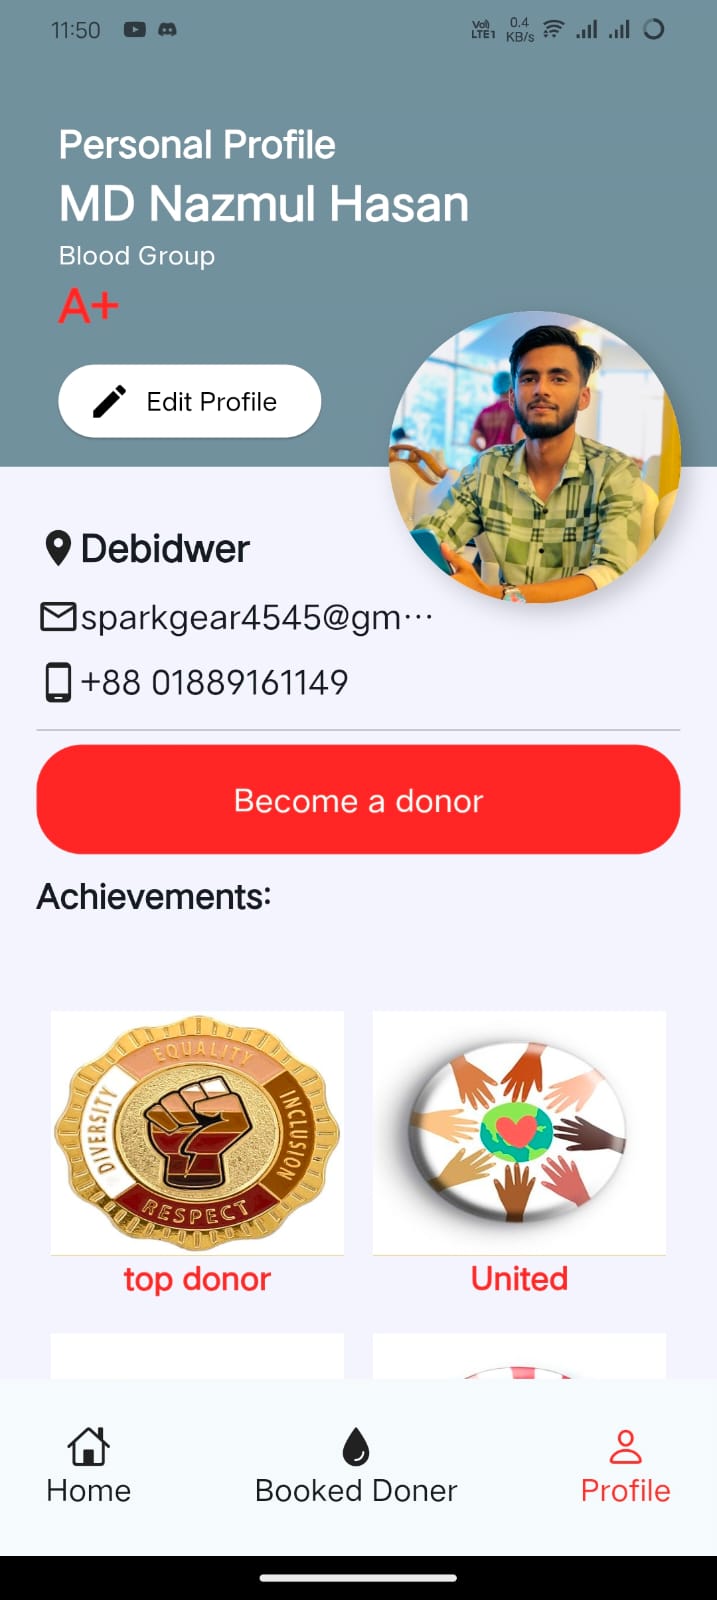 11:50
Vo)) LTE1
0.4 KB/s
Personal Profile
MD Nazmul Hasan
Blood Group
A+
Edit Profile
Debidwer
sparkgear4545@gm···
+88 01889161149
Become a donor
Achievements:
EQUALITY
DIVERSITY
INCLUSION
RESPECT
top donor
United
Home
Booked Doner
Profile